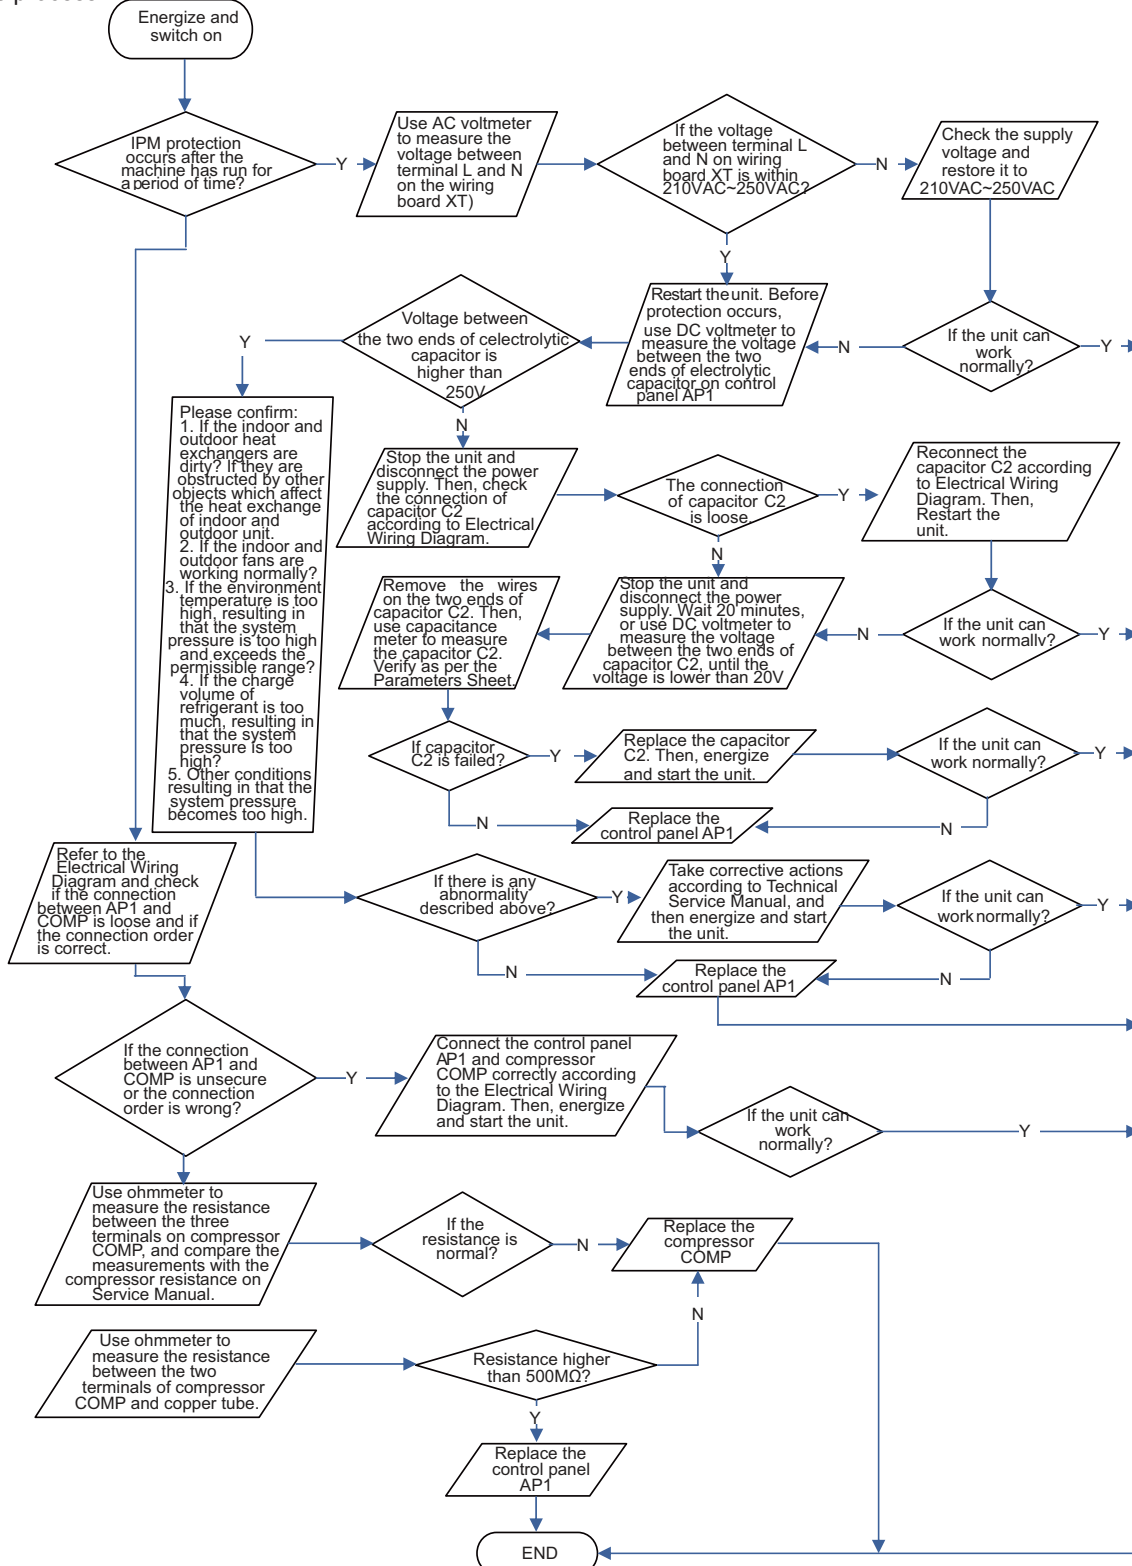 process
Energize and
switch on
IPM protection
occurs after the
machine has run for
a period of time?
Y
Use AC voltmeter
to measure the
voltage between
terminal L and N
on the wiring
board XT)
If the voltage
between terminal L
and N on wiring
board XT is within
210VAC~250VAC?
N
Check the supply
voltage and
restore it to
210VAC~250VAC
Y
Restart the unit. Before
protection occurs,
use DC voltmeter to
measure the voltage
between the two
ends of electrolytic
capacitor on control
panel AP1
N
If the unit can
work
normally?
Y
Voltage between
the two ends of celectrolytic
capacitor is
higher than
250V
Y
N
Please confirm:
1. If the indoor and
outdoor heat
exchangers are
dirty? If they are
obstructed by other
objects which affect
the heat exchange
of indoor and
outdoor unit.
2. If the indoor and
outdoor fans are
working normally?
3. If the environment
temperature is too
high, resulting in
that the system
pressure is too high
and exceeds the
permissible range?
4. If the charge
volume of
refrigerant is too
much, resulting in
that the system
pressure is too
high?
5. Other conditions
resulting in that the
system pressure
becomes too high.
Stop the unit and
disconnect the power
supply. Then, check
the connection of
capacitor C2
according to Electrical
Wiring Diagram.
The connection
of capacitor C2
is loose.
Y
Reconnect the
capacitor C2 according
to Electrical Wiring
Diagram. Then,
Restart the
unit.
N
Remove the wires
on the two ends of
capacitor C2. Then,
use capacitance
meter to measure
the capacitor C2.
Verify as per the
Parameters Sheet.
Stop the unit and
disconnect the power
supply. Wait 20 minutes,
or use DC voltmeter to
measure the voltage
between the two ends of
capacitor C2, until the
voltage is lower than 20V
N
If the unit can
work normally?
Y
If capacitor
C2 is failed?
Y
Replace the capacitor
C2. Then, energize
and start the unit.
If the unit can
work normally?
Y
N
Replace the
control panel AP1
N
Refer to the
Electrical Wiring
Diagram and check
if the connection
between AP1 and
COMP is loose and if
the connection order
is correct.
If there is any
abnormality
described above?
Y
Take corrective actions
according to Technical
Service Manual, and
then energize and start
the unit.
If the unit can
work normally?
Y
N
Replace the
control panel AP1
N
If the connection
between AP1 and
COMP is unsecure
or the connection
order is wrong?
Y
Connect the control panel
AP1 and compressor
COMP correctly according
to the Electrical Wiring
Diagram. Then, energize
and start the unit.
If the unit can
work
normally?
Y
Use ohmmeter to
measure the resistance
between the three
terminals on compressor
COMP, and compare the
measurements with the
compressor resistance on
Service Manual.
If the
resistance is
normal?
N
Replace the
compressor
COMP
N
Use ohmmeter to
measure the resistance
between the two
terminals of compressor
COMP and copper tube.
Resistance higher
than 500MΩ?
Y
Replace the
control panel
AP1
END